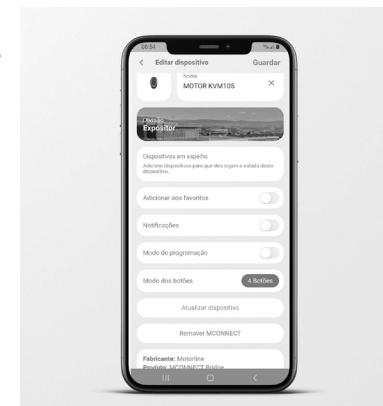 06:54
Editar dispositivo Guardar
Nome
MOTOR KVM105
Divisão
Expositor
Dispositivos em espelho
Adicione dispositivos para que eles sigam o estado deste
dispositivo.
Adicionar aos favoritos
Notificações
Modo de programação
Modo dos botões 4 Botões
Atualizar dispositivo
Remover MCONNECT
Fabricante: Motorline
Produto: MCONNECT Bridge